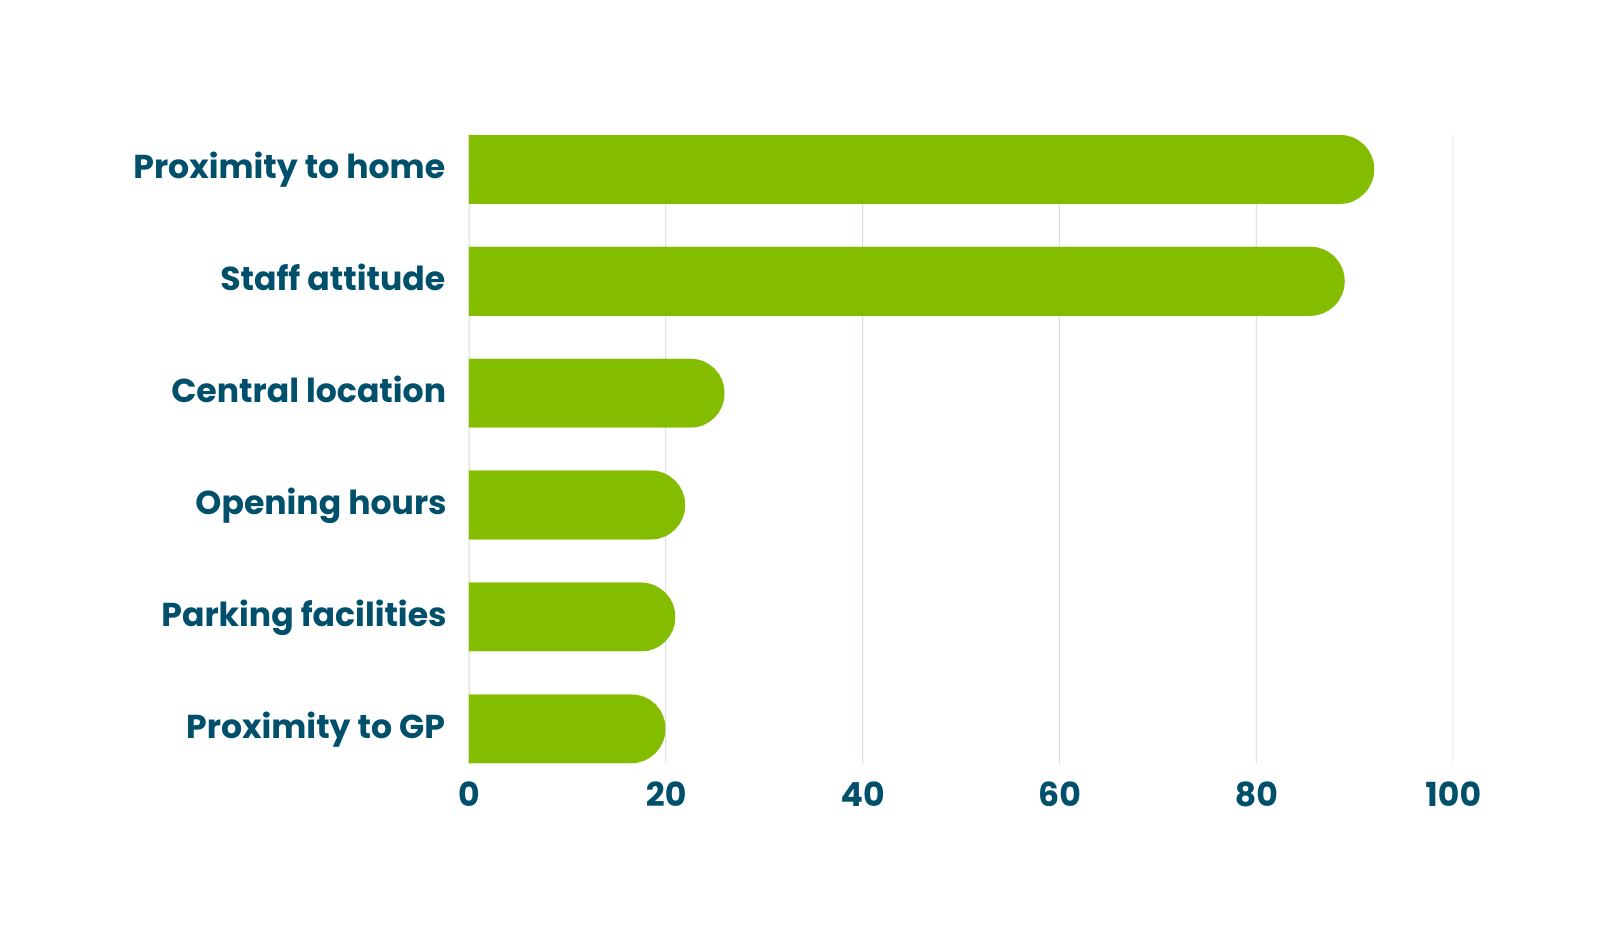 Proximity to home
Staff attitude
Central location
Opening hours
Parking facilities
Proximity to GP
0 20 40 60 80 100